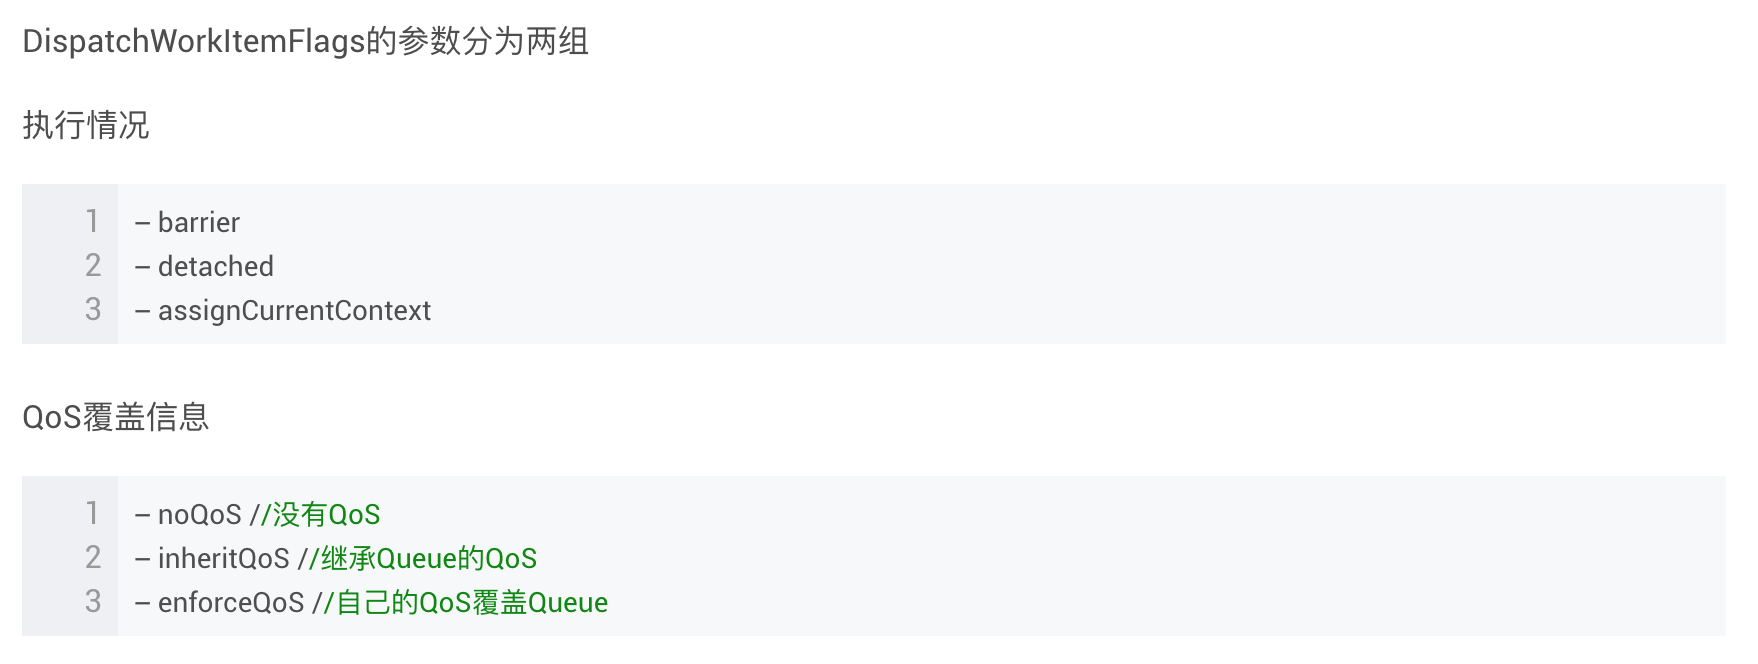 DispatchWorkItemFlags的参数分为两组
执行情况
1 – barrier
2 – detached
3 – assignCurrentContext
QoS覆盖信息
1 – noQoS //没有QoS
2 – inheritQoS //继承Queue的QoS
3 – enforceQoS //自己的QoS覆盖Queue